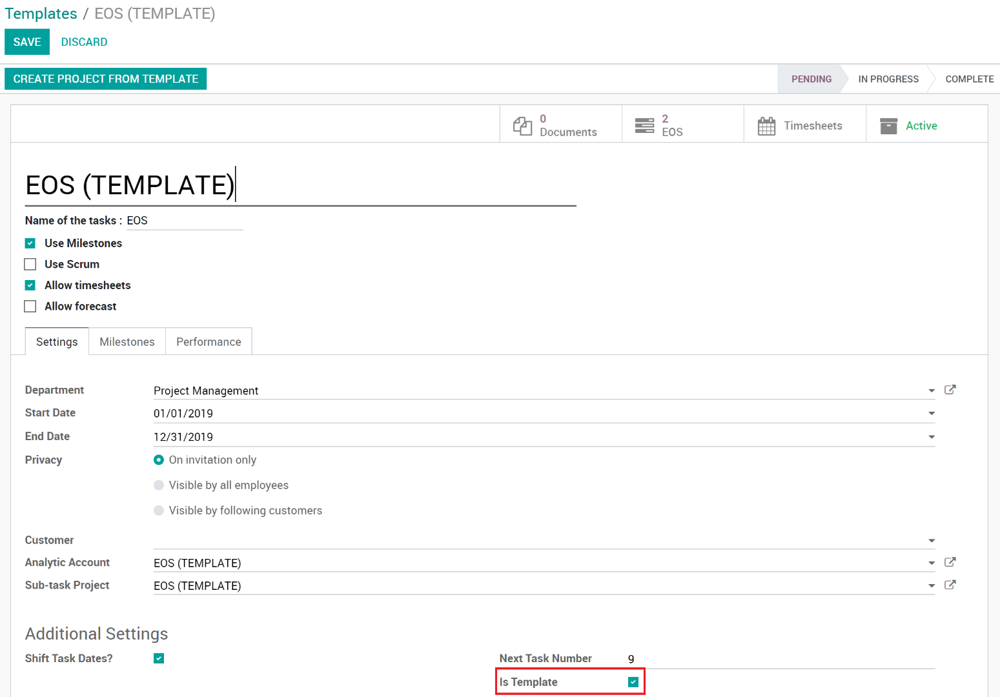 Templates / EOS (TEMPLATE)
SAVE DISCARD
CREATE PROJECT FROM TEMPLATE PENDING IN PROGRESS COMPLETE
0 Documents 2 EOS Timesheets Active
EOS (TEMPLATE)
Name of the tasks : EOS
Use Milestones
Use Scrum
Allow timesheets
Allow forecast
Settings Milestones Performance
Department Project Management
Start Date 01/01/2019
End Date 12/31/2019
Privacy On invitation only
Visible by all employees
Visible by following customers
Customer
Analytic Account EOS (TEMPLATE)
Sub-task Project EOS (TEMPLATE)
Additional Settings
Shift Task Dates? Next Task Number 9
Is Template